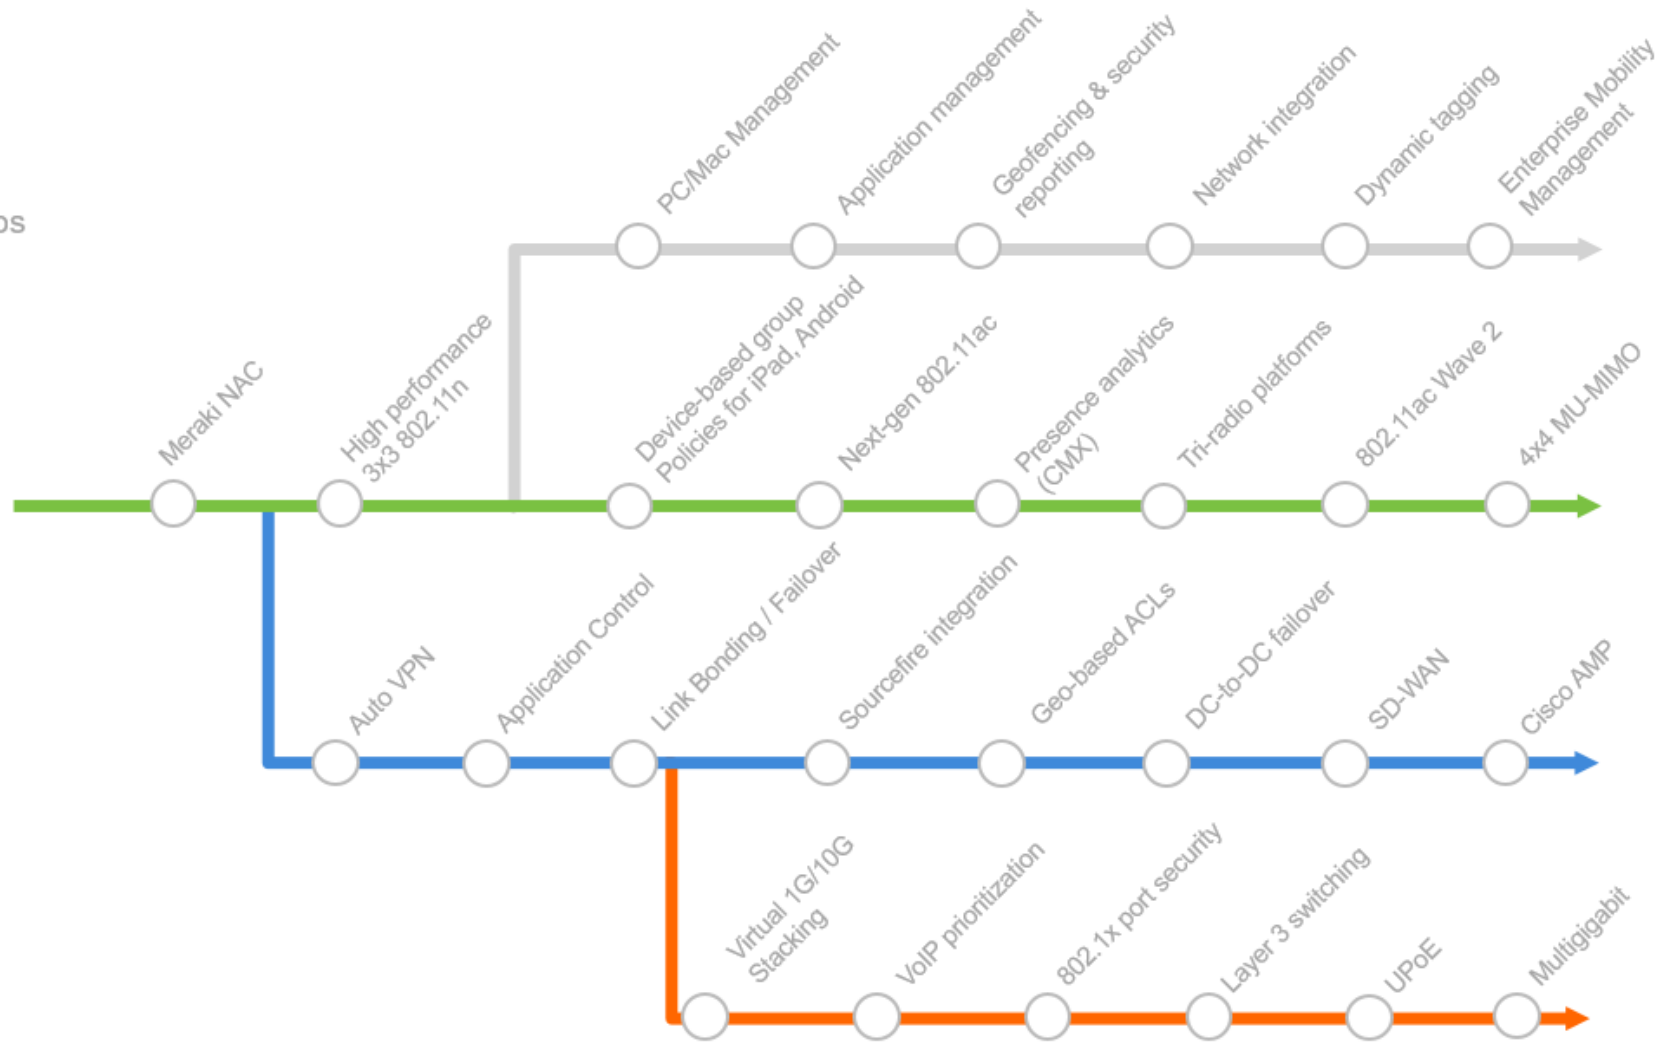 PC/Mac Management
Application management
Geofencing & security
reporting
Network integration
Dynamic tagging
Enterprise Mobility
Management
Meraki NAC
High performance
3x3 802.11n
Device-based group
Policies for iPad, Android
Next-gen 802.11ac
Presence analytics
(CMX)
Tri-radio platforms
802.11ac Wave 2
4x4 MU-MIMO
Auto VPN
Application Control
Link Bonding / Failover
Sourcefire integration
Geo-based ACLs
DC-to-DC failover
SD-WAN
Cisco AMP
Virtual 1G/10G
Stacking
VoIP prioritization
802.1x port security
Layer 3 switching
UPoE
Multigigabit